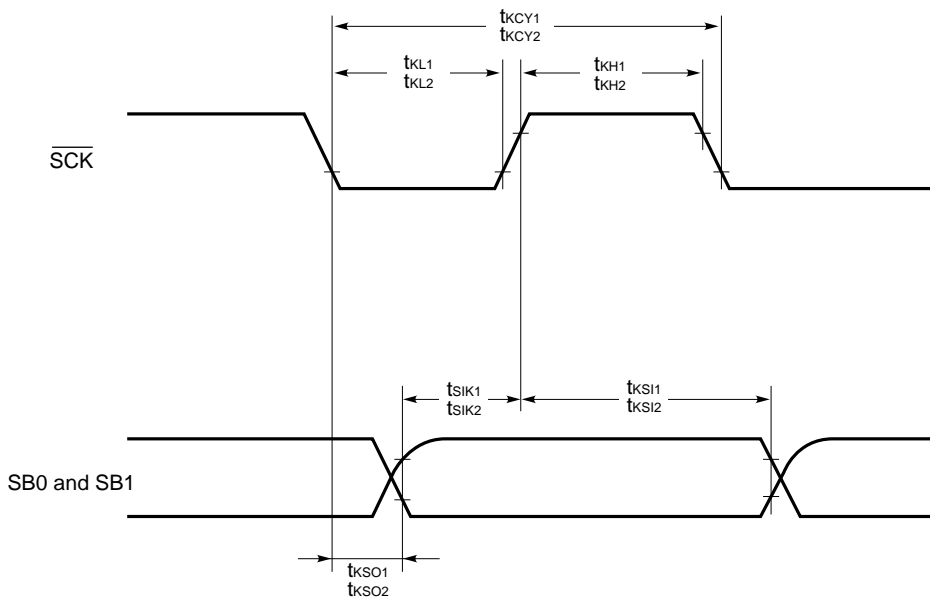 tKCY1
tKCY2
tKL1
tKL2
tKH1
tKH2
SCK
tSIK1
tSIK2
tKSI1
tKSI2
SB0 and SB1
tKSO1
tKSO2